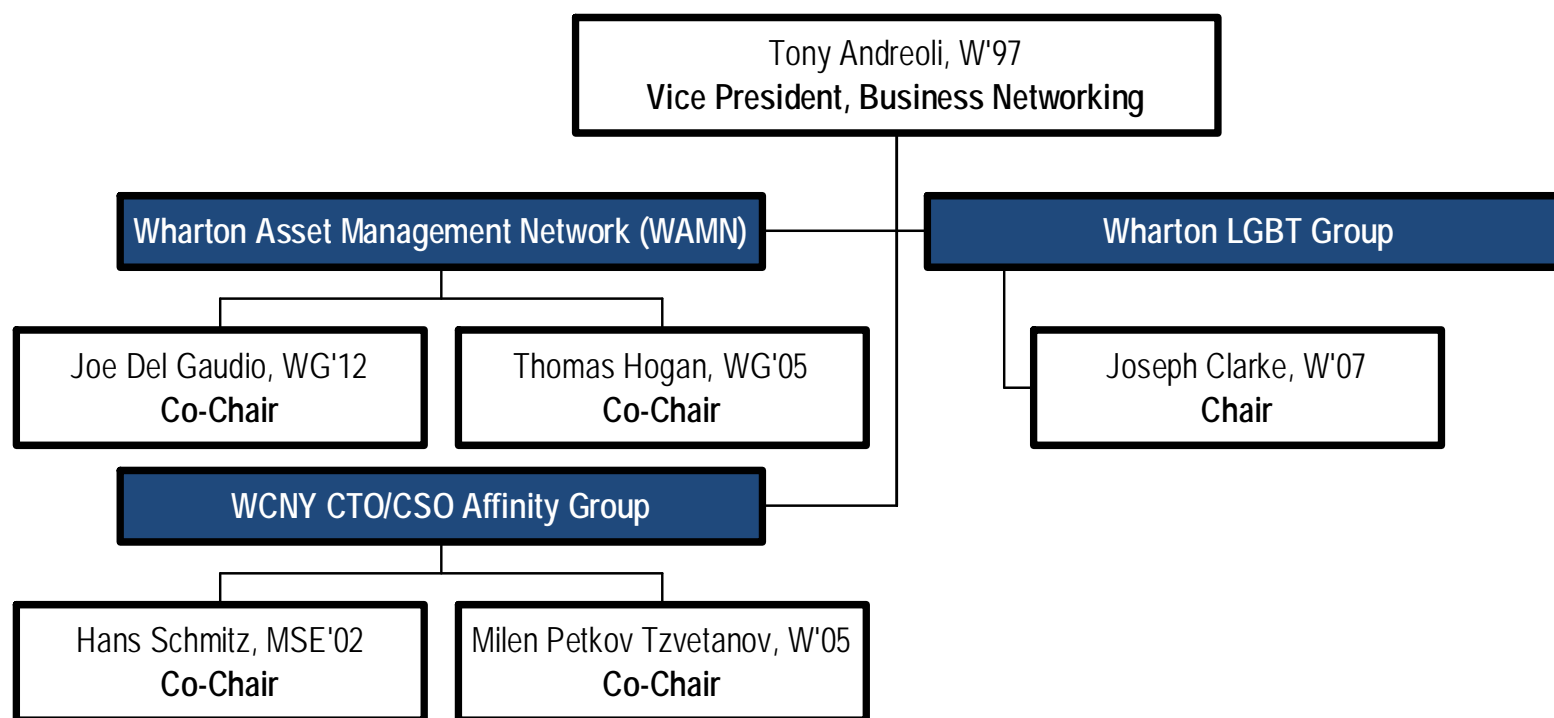 Tony Andreoli, W'97
Vice President, Business Networking
Wharton Asset Management Network (WAMN)
Wharton LGBT Group
Joe Del Gaudio, WG'12
Co-Chair
Thomas Hogan, WG'05
Co-Chair
Joseph Clarke, W'07
Chair
WCNY CTO/CSO Affinity Group
Hans Schmitz, MSE'02
Co-Chair
Milen Petkov Tzvetanov, W'05
Co-Chair